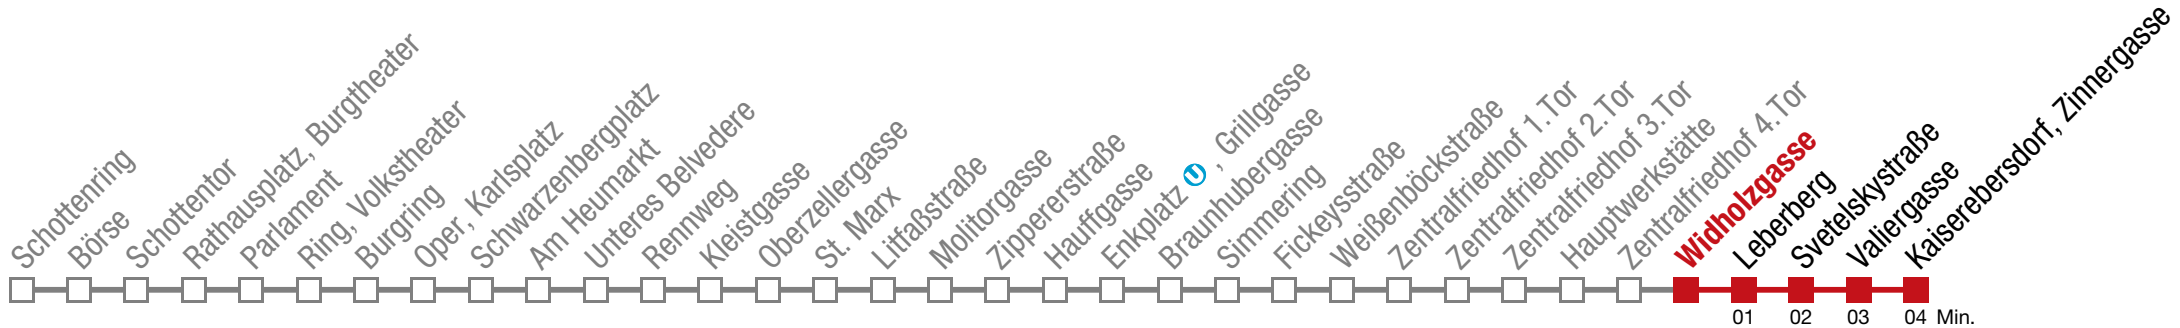 Schottenring
Börse
Schottentor
Rathausplatz, Burgtheater
Parlament
Ring, Volkstheater
Burgring
Oper, Karlsplatz
Schwarzenbergplatz
Am Heumarkt
Unteres Belvedere
Rennweg
Kleistgasse
Oberzellergasse
St. Marx
Litfaßstraße
Molitorgasse
Zippererstraße
Hauffgasse
Enkplatz U, Grillgasse
Braunhubergasse
Simmering
Fickeysstraße
Weißenböckstraße
Zentralfriedhof 1.Tor
Zentralfriedhof 2.Tor
Zentralfriedhof 3.Tor
Hauptwerkstätte
Zentralfriedhof 4.Tor
Widholzgasse
Leberberg
Svetelskystraße
Valiergasse
Kaiserebersdorf, Zinnergasse
01 02 03 04 Min.